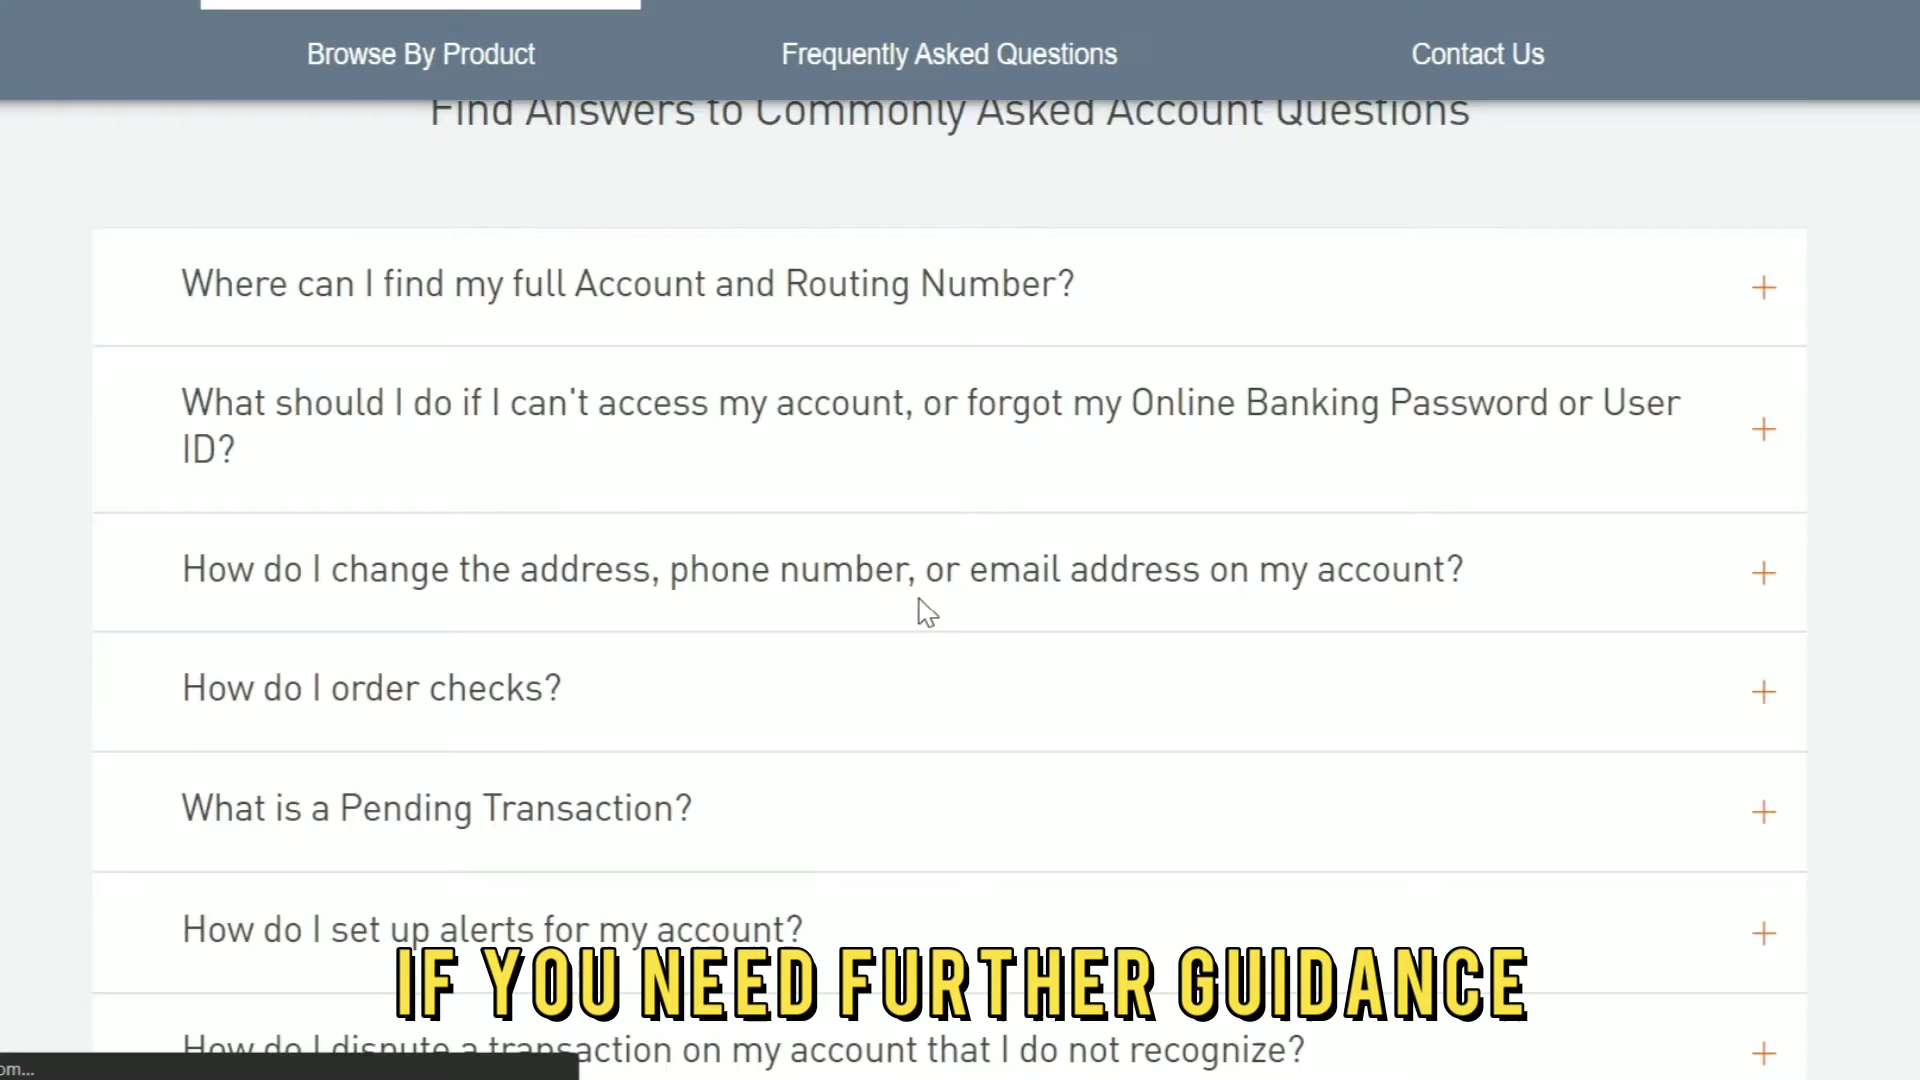 Browse By Product
Frequently Asked Questions
Contact Us
Find Answers to Commonly Asked Account Questions
Where can I find my full Account and Routing Number?
What should I do if I can't access my account, or forgot my Online Banking Password or User
ID?
How do I change the address, phone number, or email address on my account?
How do I order checks?
What is a Pending Transaction?
How do I set up alerts for my account?
IF YOU NEED FURTHER GUIDANCE
How do I dispute a transaction on my account that I do not recognize?
om...